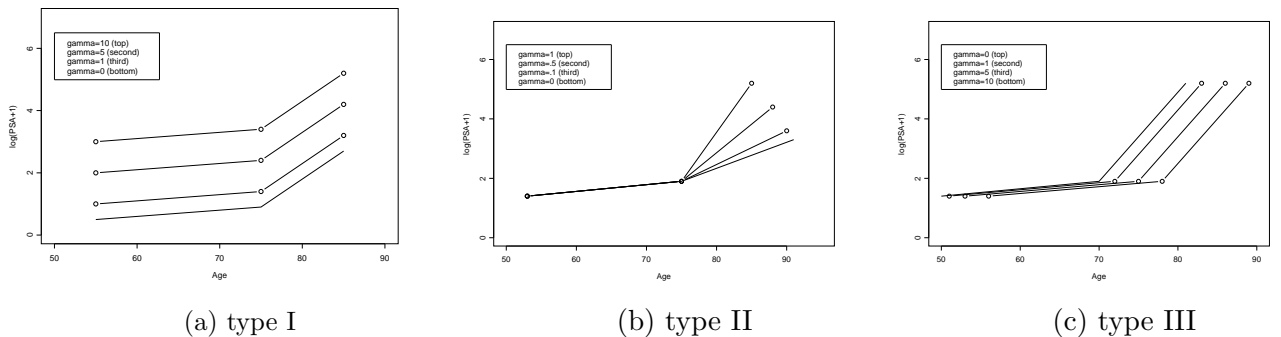 gamma=10 (top)
gamma=5 (second)
gamma=1 (third)
gamma=0 (bottom)
log(PSA+1)
0 2 4 6
50 60 70 80 90
Age
(a) type I
gamma=1 (top)
gamma=.5 (second)
gamma=.1 (third)
gamma=0 (bottom)
log(PSA+1)
0 2 4 6
50 60 70 80 90
Age
(b) type II
gamma=0 (top)
gamma=1 (second)
gamma=5 (third)
gamma=10 (bottom)
log(PSA+1)
0 2 4 6
50 60 70 80 90
Age
(c) type III